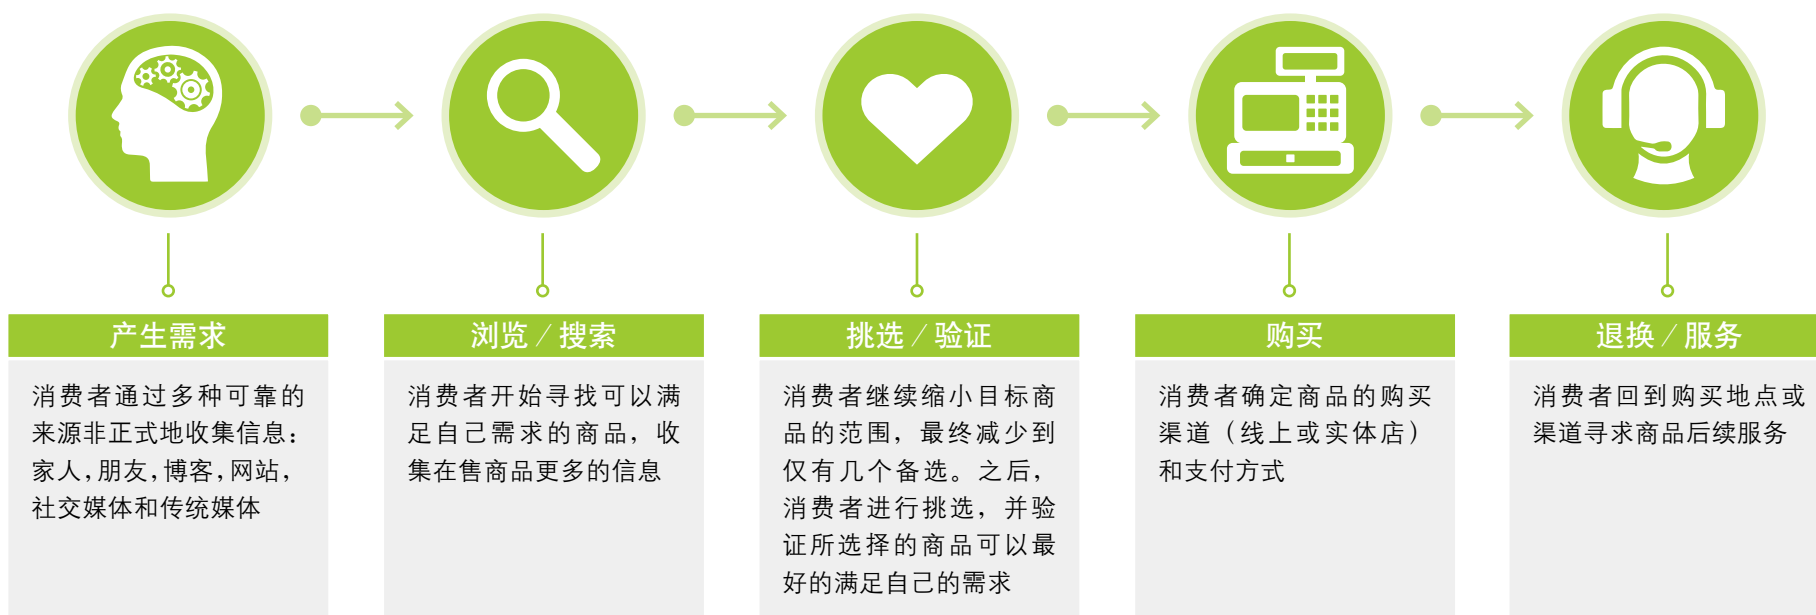 产生需求
消费者通过多种可靠的
来源非正式地收集信息：
家人，朋友，博客，网站，
社交媒体和传统媒体
浏览／搜索
消费者开始寻找可以满
足自己需求的商品，收
集在售商品更多的信息
挑选／验证
消费者继续缩小目标商
品的范围，最终减少到
仅有几个备选。之后，
消费者进行挑选，并验
证所选择的商品可以最
好的满足自己的需求
购买
消费者确定商品的购买
渠道（线上或实体店）
和支付方式
退换／服务
消费者回到购买地点或
渠道寻求商品后续服务